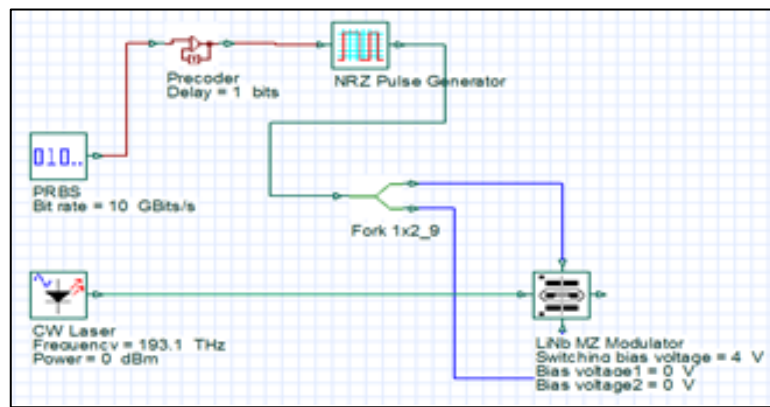 Precoder
Delay = 1 bits
NRZ Pulse Generator
010..
PRBS
Bit rate = 10 GBits/s
Fork 1x2_9
CW Laser
Frequency = 193.1 THz
Power = 0 dBm
LiNb MZ Modulator
Switching bias voltage = 4 V
Bias voltage1 = 0 V
Bias voltage2 = 0 V